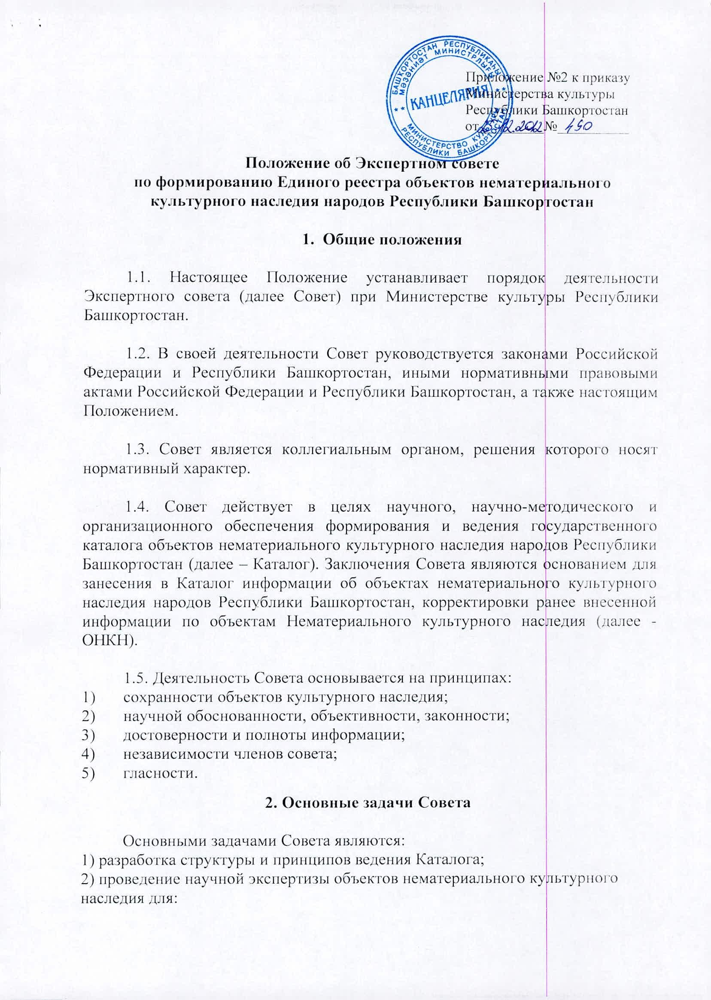 БАШКОРТОСТАН РЕСПУБЛИКАҺЫ
МӘҘӘНИӘТ МИНИСТРЛЫҒЫ
КАНЦЕЛЯРИЯ
МИНИСТЕРСТВО КУЛЬТУРЫ
РЕСПУБЛИКИ БАШКОРТОСТАН
Приложение №2 к приказу
Министерства культуры
Республики Башкортостан
от .12.2012 № 490
Положение об Экспертном совете
по формированию Единого реестра объектов нематериального
культурного наследия народов Республики Башкортостан
1. Общие положения
1.1. Настоящее Положение устанавливает порядок деятельности
Экспертного совета (далее Совет) при Министерстве культуры Республики
Башкортостан.
1.2. В своей деятельности Совет руководствуется законами Российской
Федерации и Республики Башкортостан, иными нормативными правовыми
актами Российской Федерации и Республики Башкортостан, а также настоящим
Положением.
1.3. Совет является коллегиальным органом, решения которого носят
нормативный характер.
1.4. Совет действует в целях научного, научно-методического и
организационного обеспечения формирования и ведения государственного
каталога объектов нематериального культурного наследия народов Республики
Башкортостан (далее – Каталог). Заключения Совета являются основанием для
занесения в Каталог информации об объектах нематериального культурного
наследия народов Республики Башкортостан, корректировки ранее внесенной
информации по объектам Нематериального культурного наследия (далее -
ОНКН).
1.5. Деятельность Совета основывается на принципах:
1) сохранности объектов культурного наследия;
2) научной обоснованности, объективности, законности;
3) достоверности и полноты информации;
4) независимости членов совета;
5) гласности.
2. Основные задачи Совета
Основными задачами Совета являются:
1) разработка структуры и принципов ведения Каталога;
2) проведение научной экспертизы объектов нематериального культурного
наследия для: